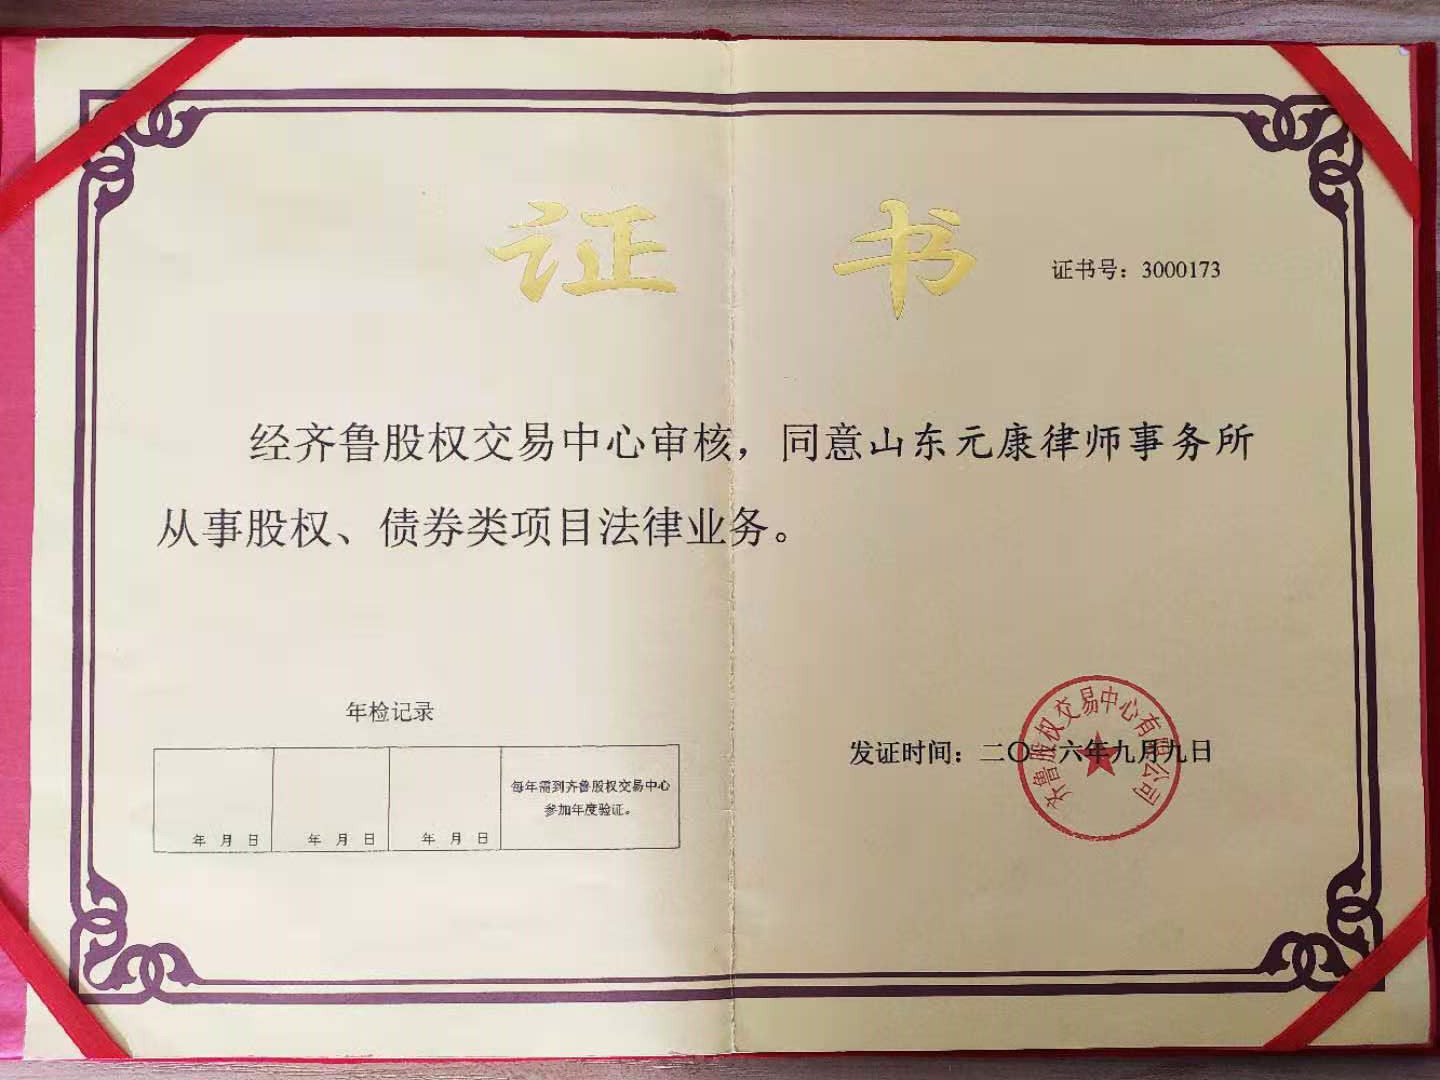 证书
证书号：3000173
经齐鲁股权交易中心审核，同意山东元康律师事务所
从事股权、债券类项目法律业务。
年检记录
年 月 日
年 月 日
年 月 日
每年需到齐鲁股权交易中心
参加年度验证。
发证时间：二〇一六年九月九日
齐鲁股权交易中心有限公司